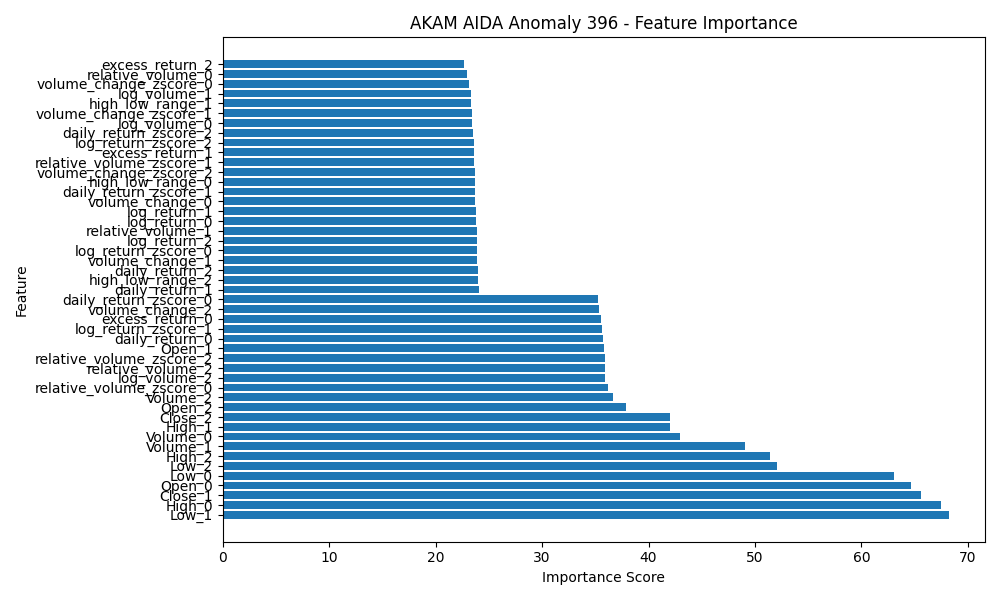 AKAM AIDA Anomaly 396 - Feature Importance
Feature
excess_return_2
relative_volume_0
volume_change_zscore_0
log_volume_1
high_low_range_1
volume_change_zscore_1
log_volume_0
daily_return_zscore_2
log_return_zscore_2
excess_return_1
relative_volume_zscore_1
volume_change_zscore_2
high_low_range_0
daily_return_zscore_1
volume_change_0
log_return_1
log_return_0
relative_volume_1
log_return_2
log_return_zscore_0
volume_change_1
daily_return_2
high_low_range_2
daily_return_1
daily_return_zscore_0
volume_change_2
excess_return_0
log_return_zscore_1
daily_return_0
Open_1
relative_volume_zscore_2
relative_volume_2
log_volume_2
relative_volume_zscore_0
Volume_2
Open_2
Close_2
High_1
Volume_0
Volume_1
High_2
Low_2
Low_0
Open_0
Close_1
High_0
Low_1
0 10 20 30 40 50 60 70
Importance Score